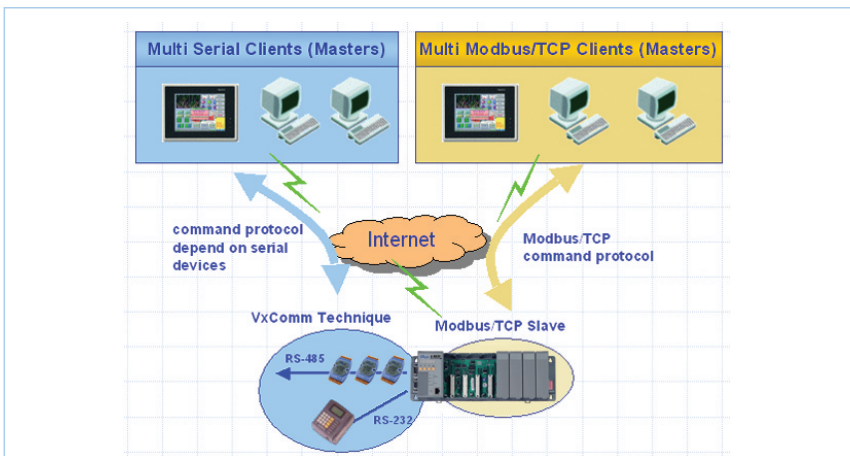 Multi Serial Clients (Masters)
Multi Modbus/TCP Clients (Masters)
command protocol
depend on serial
devices
Internet
Modbus/TCP
command protocol
VxComm Technique
Modbus/TCP Slave
RS-485
RS-232